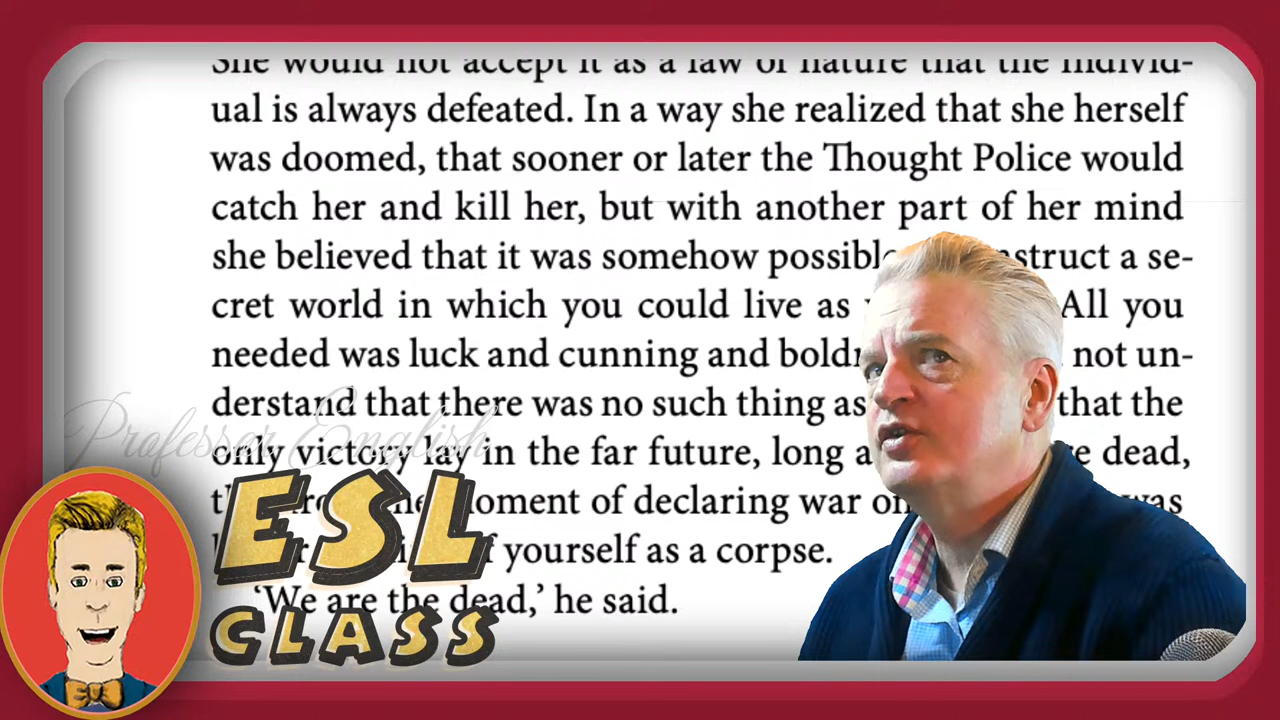 She would not accept it as a law of nature that the individ-
ual is always defeated. In a way she realized that she herself
was doomed, that sooner or later the Thought Police would
catch her and kill her, but with another part of her mind
she believed that it was somehow possible struct a se-
cret world in which you could live as All you
needed was luck and cunning and not un-
derstand that there was no such thing as that the
only victory lay in the far future, long dead,
moment of declaring war was
of yourself as a corpse.
‘We are the dead,’ he said.
Professor English
ESL
CLASS